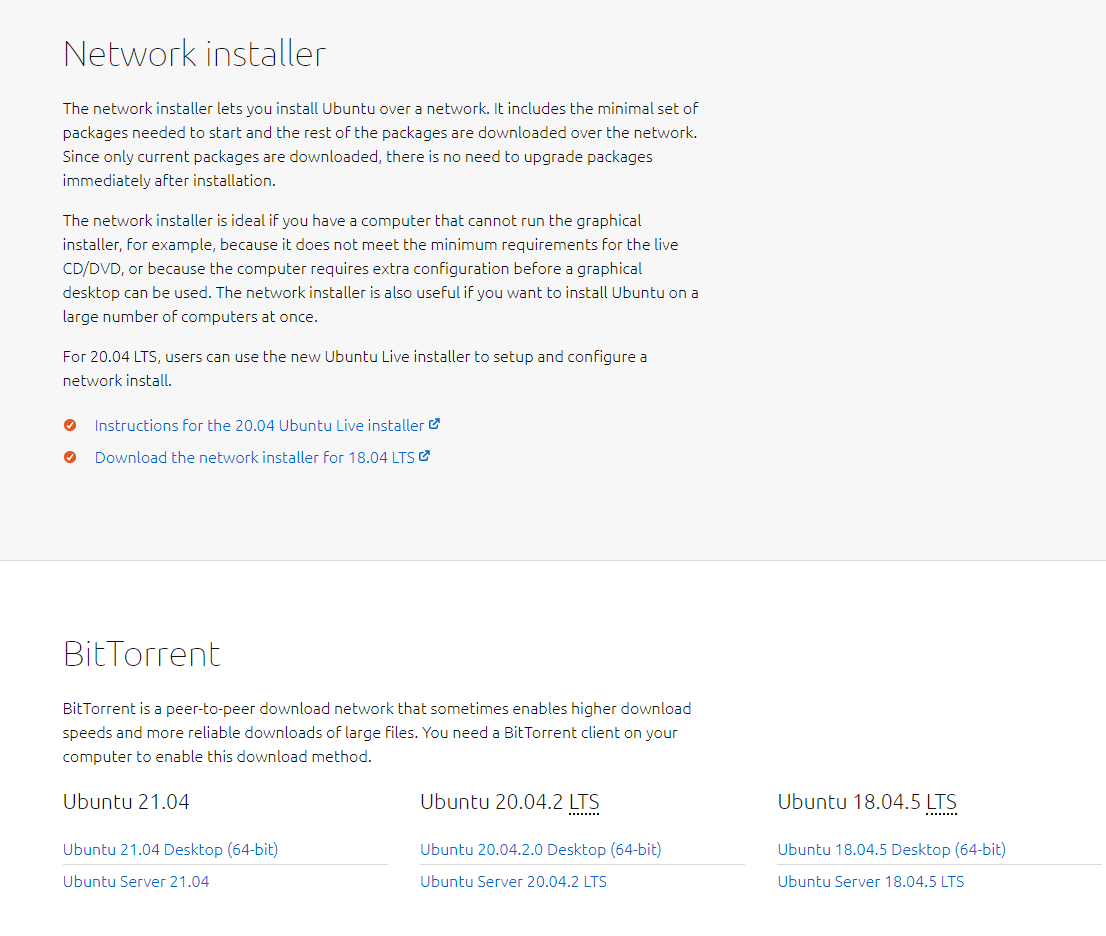 Network installer
The network installer lets you install Ubuntu over a network. It includes the minimal set of
packages needed to start and the rest of the packages are downloaded over the network.
Since only current packages are downloaded, there is no need to upgrade packages
immediately after installation.
The network installer is ideal if you have a computer that cannot run the graphical
installer, for example, because it does not meet the minimum requirements for the live
CD/DVD, or because the computer requires extra configuration before a graphical
desktop can be used. The network installer is also useful if you want to install Ubuntu on a
large number of computers at once.
For 20.04 LTS, users can use the new Ubuntu Live installer to setup and configure a
network install.
Instructions for the 20.04 Ubuntu Live installer
Download the network installer for 18.04 LTS
BitTorrent
BitTorrent is a peer-to-peer download network that sometimes enables higher download
speeds and more reliable downloads of large files. You need a BitTorrent client on your
computer to enable this download method.
Ubuntu 21.04
Ubuntu 21.04 Desktop (64-bit)
Ubuntu Server 21.04
Ubuntu 20.04.2 LTS
Ubuntu 20.04.2.0 Desktop (64-bit)
Ubuntu Server 20.04.2 LTS
Ubuntu 18.04.5 LTS
Ubuntu 18.04.5 Desktop (64-bit)
Ubuntu Server 18.04.5 LTS